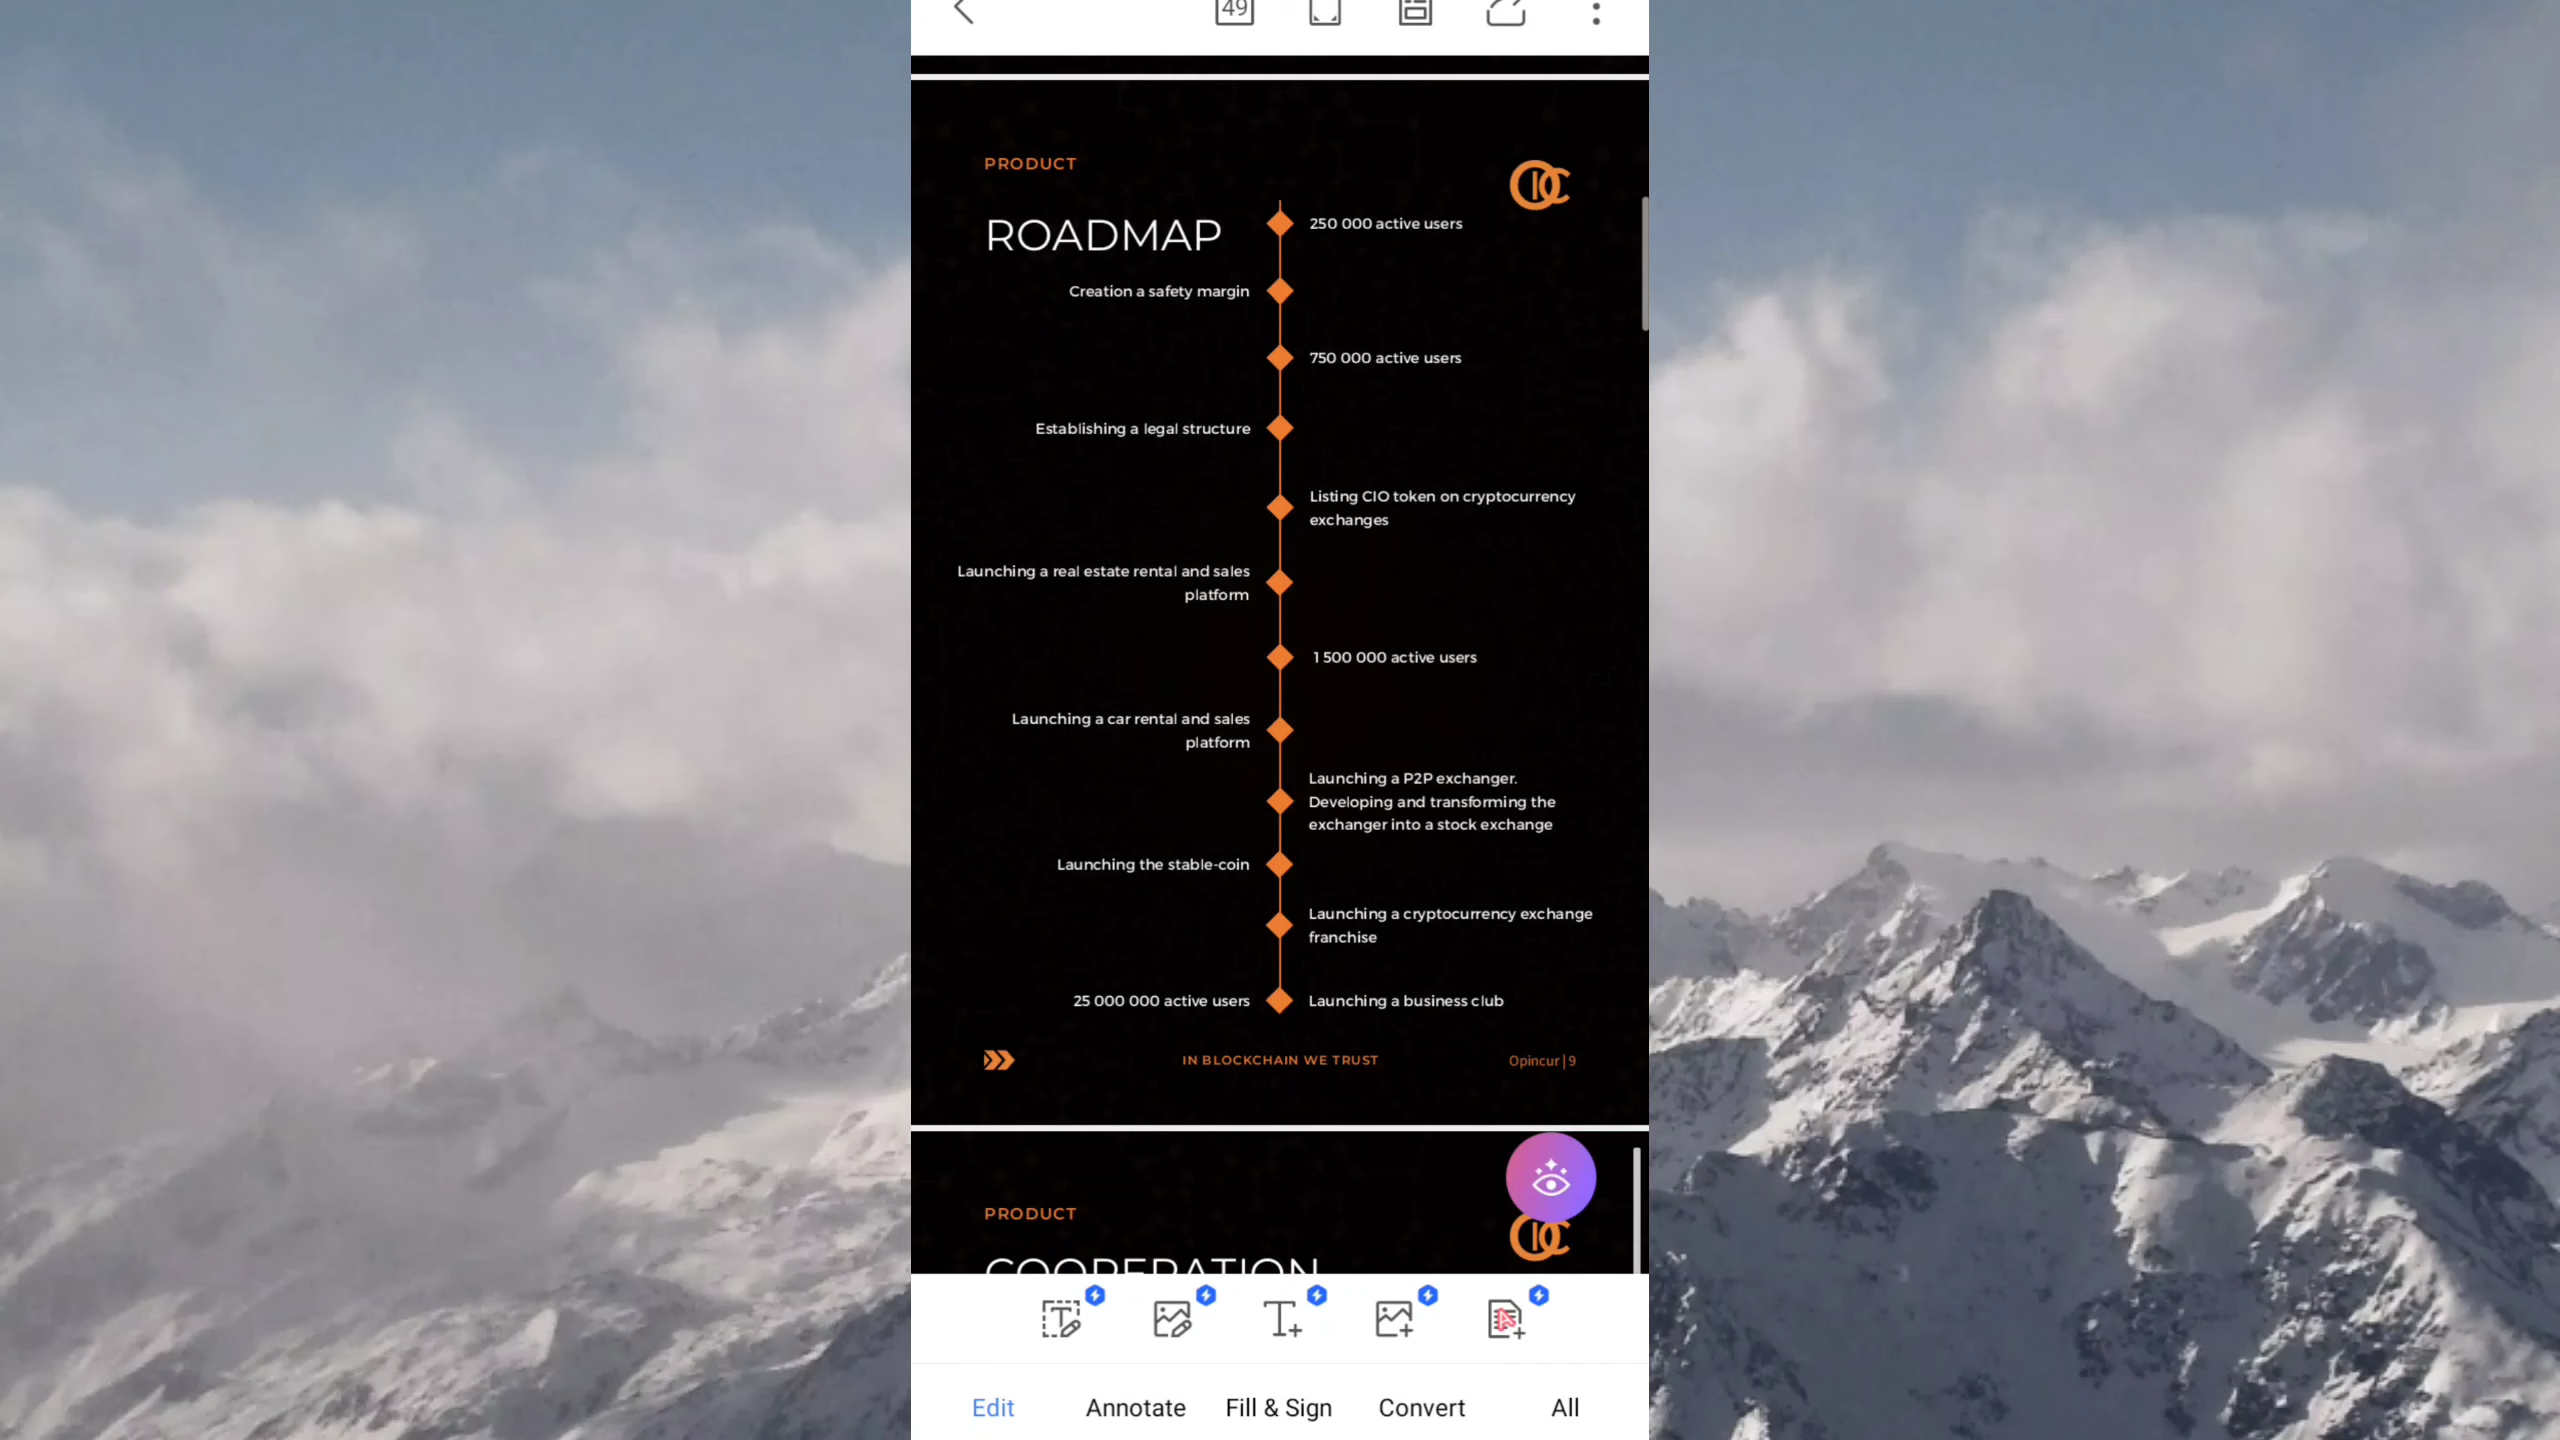 49
PRODUCT
ROADMAP
250 000 active users
Creation a safety margin
750 000 active users
Establishing a legal structure
Listing CIO token on cryptocurrency
exchanges
Launching a real estate rental and sales
platform
1 500 000 active users
Launching a car rental and sales
platform
Launching a P2P exchanger.
Developing and transforming the
exchanger into a stock exchange
Launching the stable-coin
Launching a cryptocurrency exchange
franchise
25 000 000 active users
Launching a business club
IN BLOCKCHAIN WE TRUST
Opincur | 9
PRODUCT
COOPERATION
Edit
Annotate
Fill & Sign
Convert
All